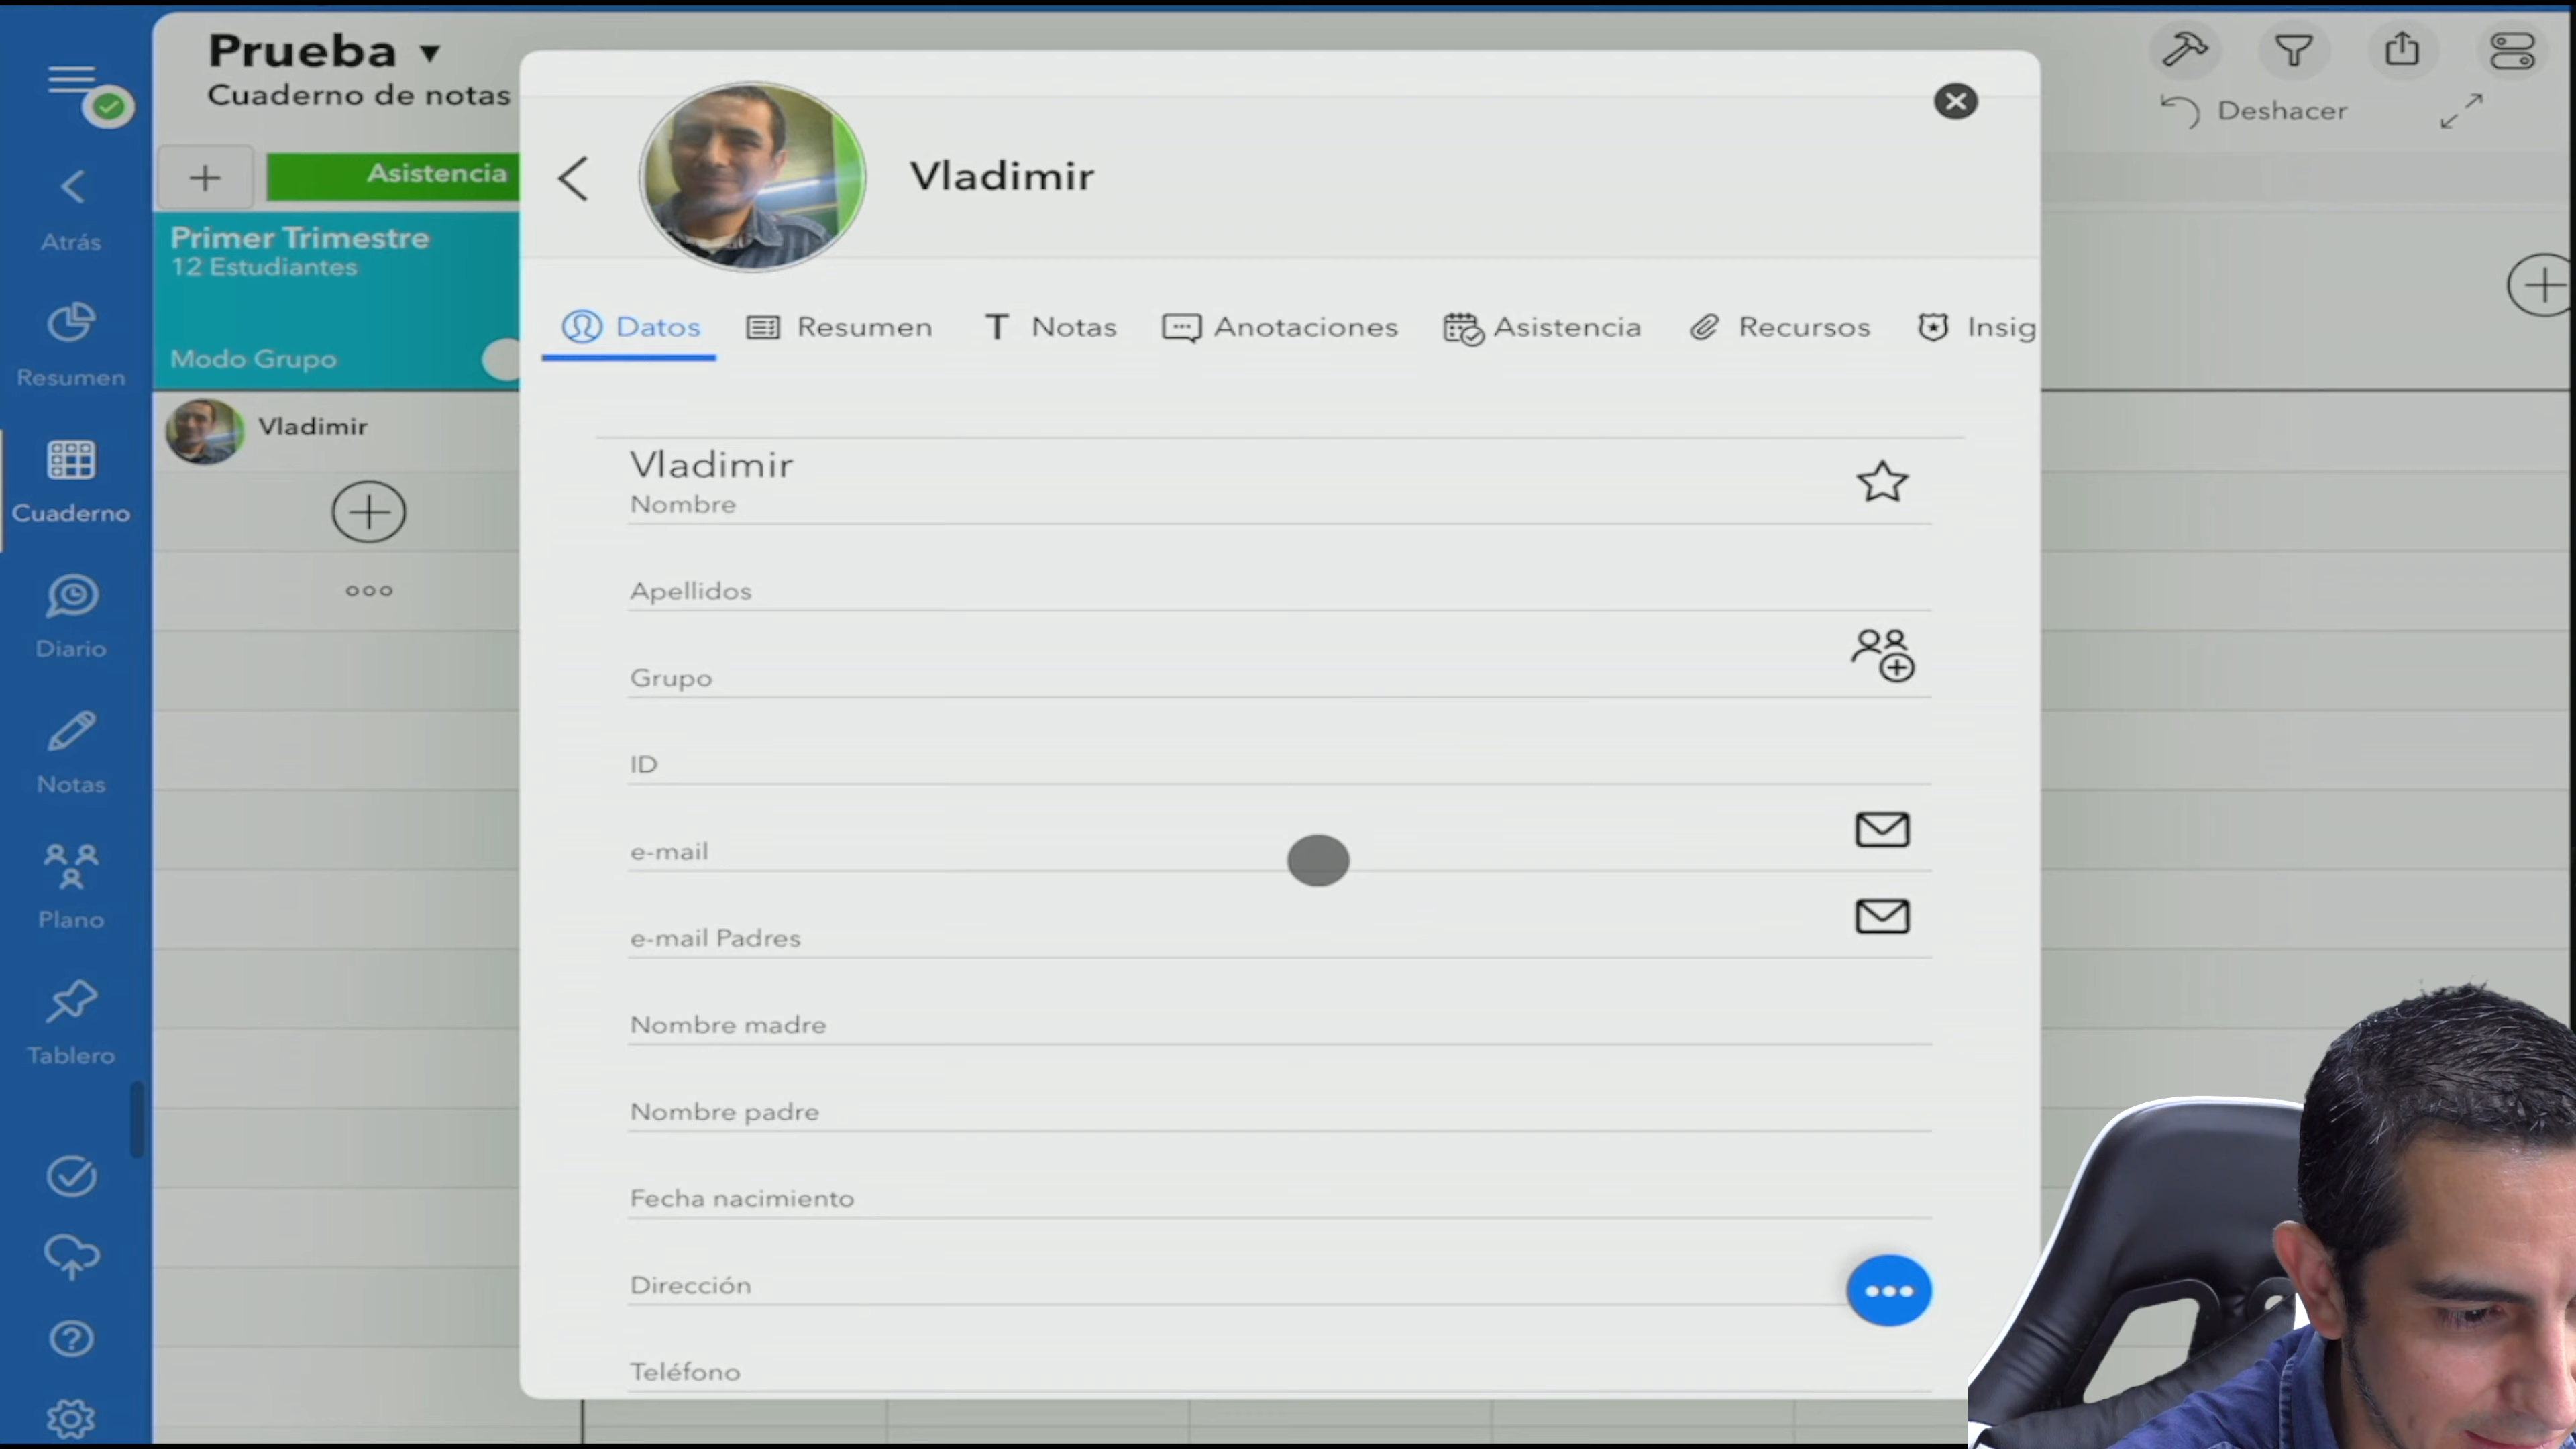 Prueba ▼
Cuaderno de notas
Deshacer
Atrás
Resumen
Cuaderno
Diario
Notas
Plano
Tablero
Asistencia
Primer Trimestre
12 Estudiantes
Modo Grupo
Vladimir
Vladimir
Datos
Resumen
T Notas
Anotaciones
Asistencia
Recursos
Insig
Vladimir
Nombre
Apellidos
Grupo
ID
e-mail
e-mail Padres
Nombre madre
Nombre padre
Fecha nacimiento
Dirección
Teléfono